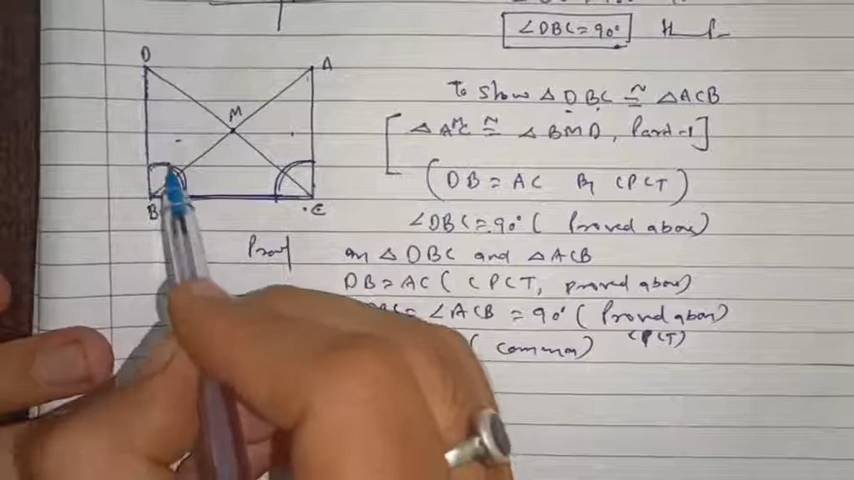 ∠DBC = 90°
D A
M
B C
To show △DBC ≅ △ACB
[△AMC ≅ △BMD, Part-1]
(DB = AC By CPCT)
∠DBC = 90° (Proved above)
Proof In △DBC and △ACB
DB = AC (CPCT, proved above)
= ∠ACB = 90° (Proved above)
(common) (CPCT)